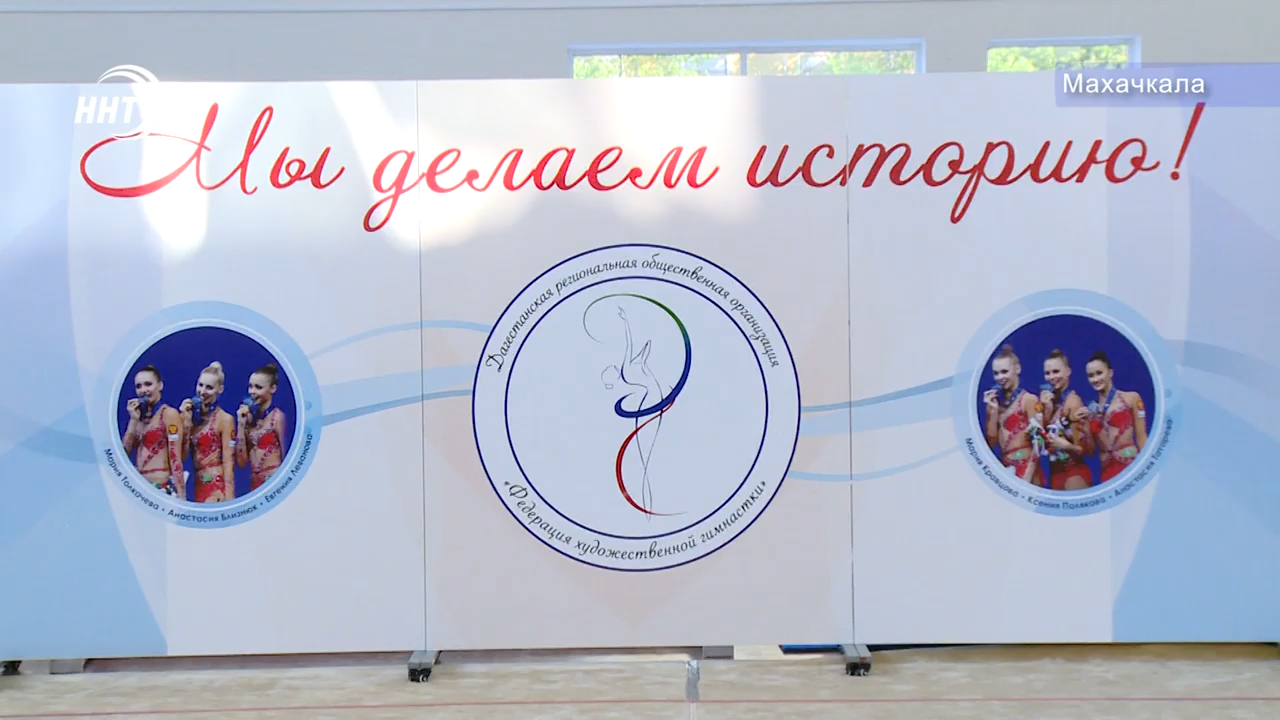 ННТ
Махачкала
Мы делаем историю!
Дагестанская региональная общественная организация
"Федерация художественной гимнастики"
Мария Толкачева • Анастасия Близнюк • Евгения Леванова
Мария Кравцова • Ксения Полякова • Анастасия Татарева